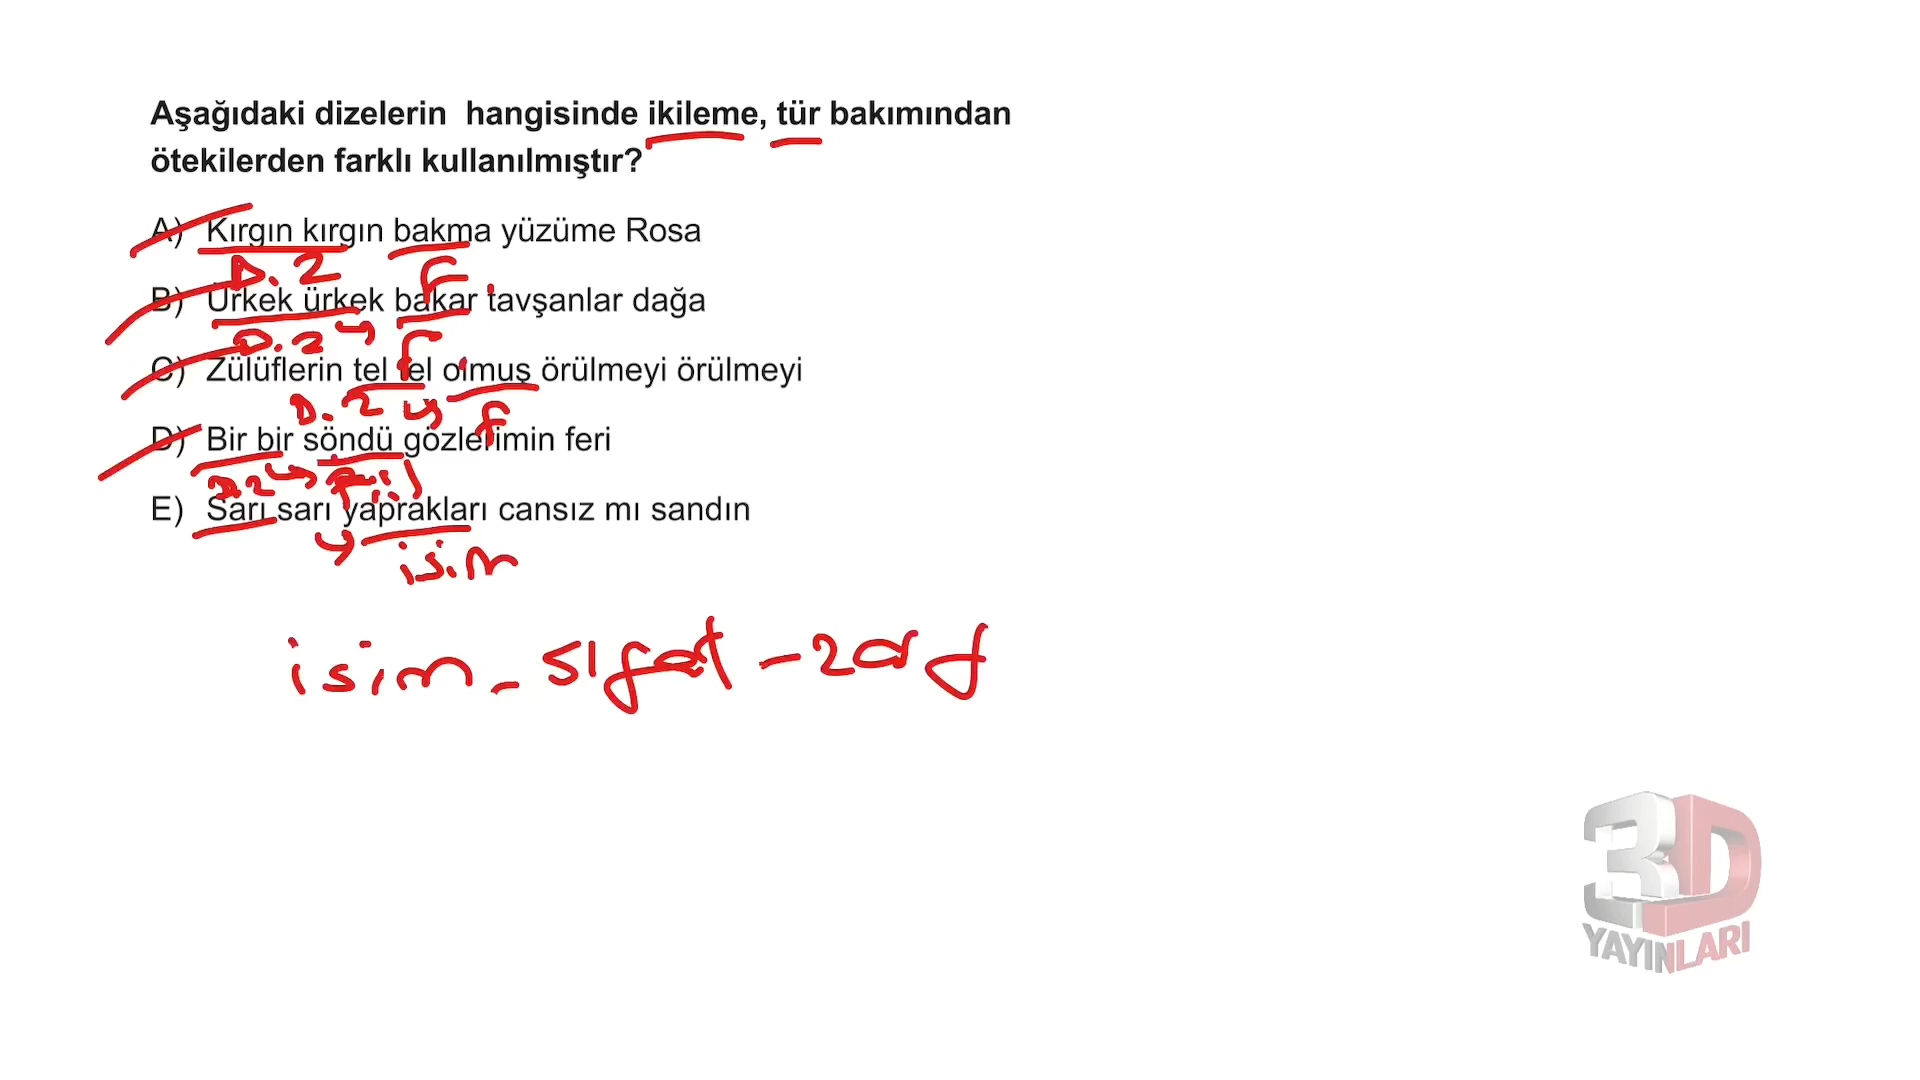 Aşağıdaki dizelerin hangisinde ikileme, tür bakımından
ötekilerden farklı kullanılmıştır?
A) Kırgın kırgın bakma yüzüme Rosa
D.2 F
B) Ürkek ürkek bakar tavşanlar dağa
D.2 F
C) Zülüflerin tel tel olmuş örülmeyi örülmeyi
D.2 F
D) Bir bir söndü gözlerimin feri
D.2 fiil
E) Sarı sarı yaprakları cansız mı sandın
isim
isim - sıfat - zarf
3D
YAYINLARI